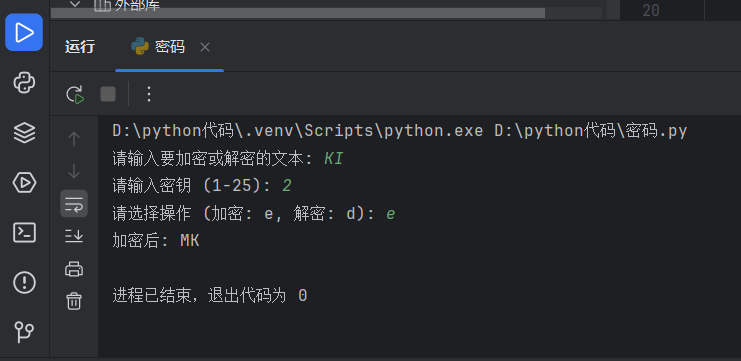 外部库
20
运行 密码
D:\python代码\.venv\Scripts\python.exe D:\python代码\密码.py
请输入要加密或解密的文本: KI
请输入密钥 (1-25): 2
请选择操作 (加密: e, 解密: d): e
加密后: MK
进程已结束，退出代码为 0